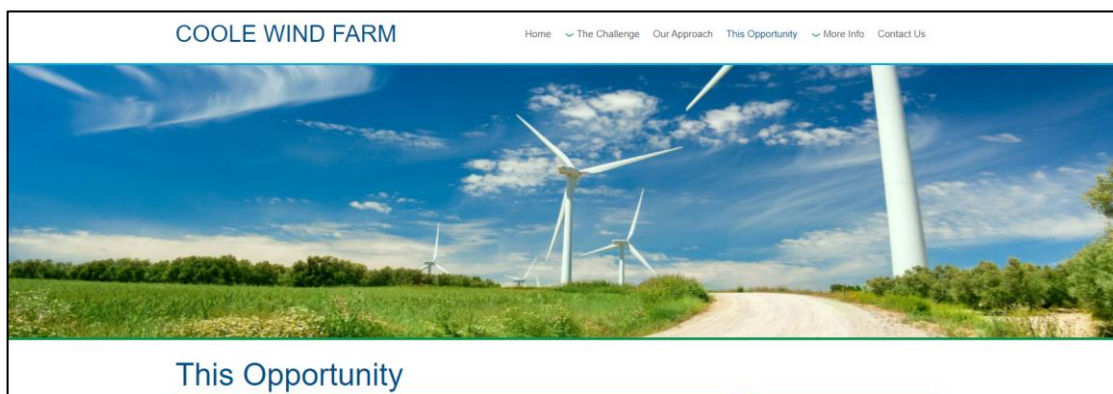 COOLE WIND FARM
Home The Challenge Our Approach This Opportunity More Info Contact Us
This Opportunity